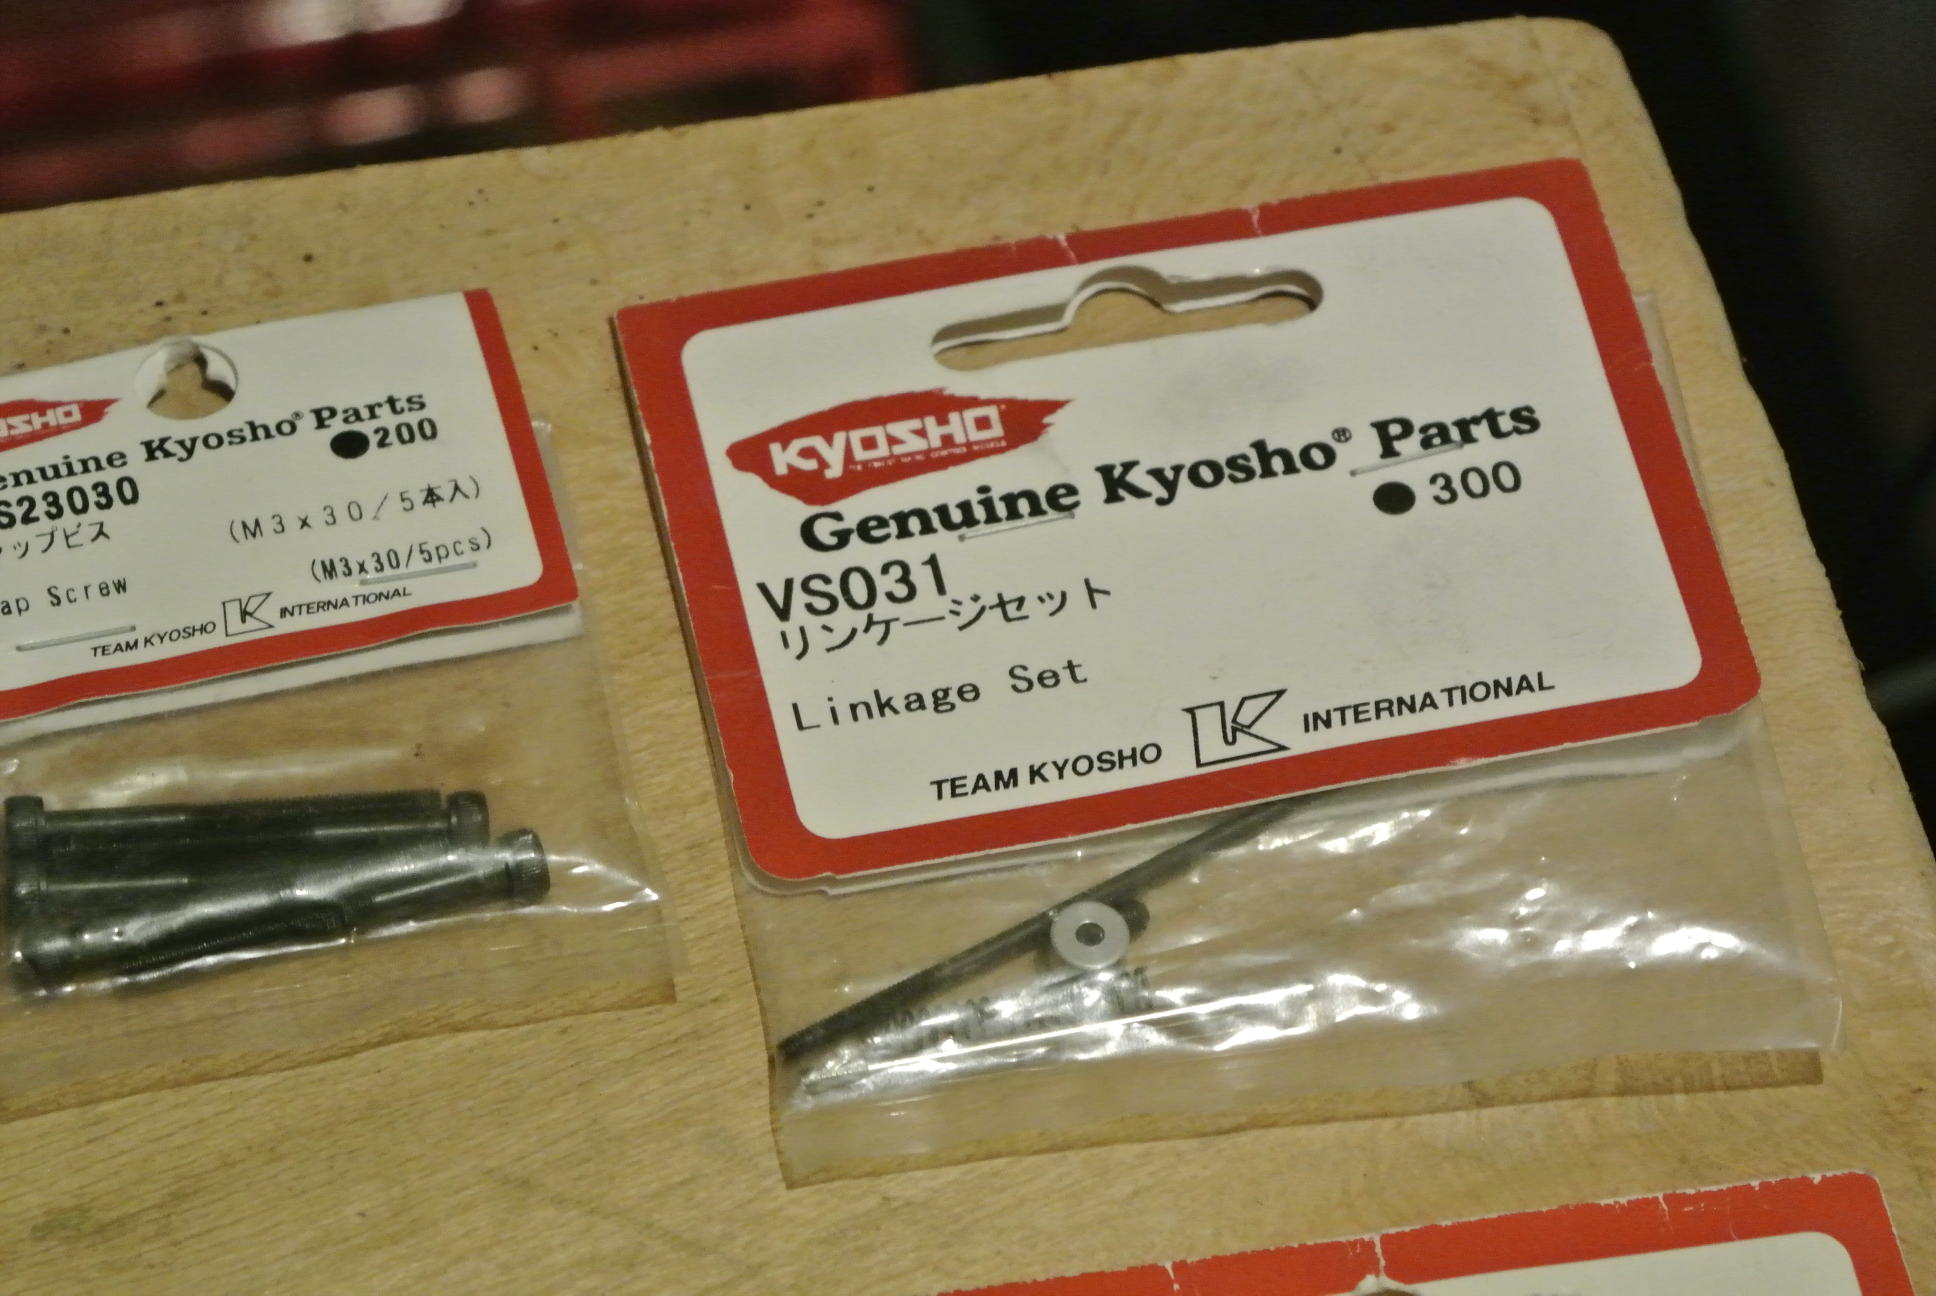 Genuine Kyosho® Parts
●200
S23030
ップビス
(M3x30/5本入)
(M3x30/5pcs)
ap Screw
TEAM KYOSHO K INTERNATIONAL
KYOSHO
Genuine Kyosho® Parts
●300
VS031
リンケージセット
Linkage Set
TEAM KYOSHO K INTERNATIONAL